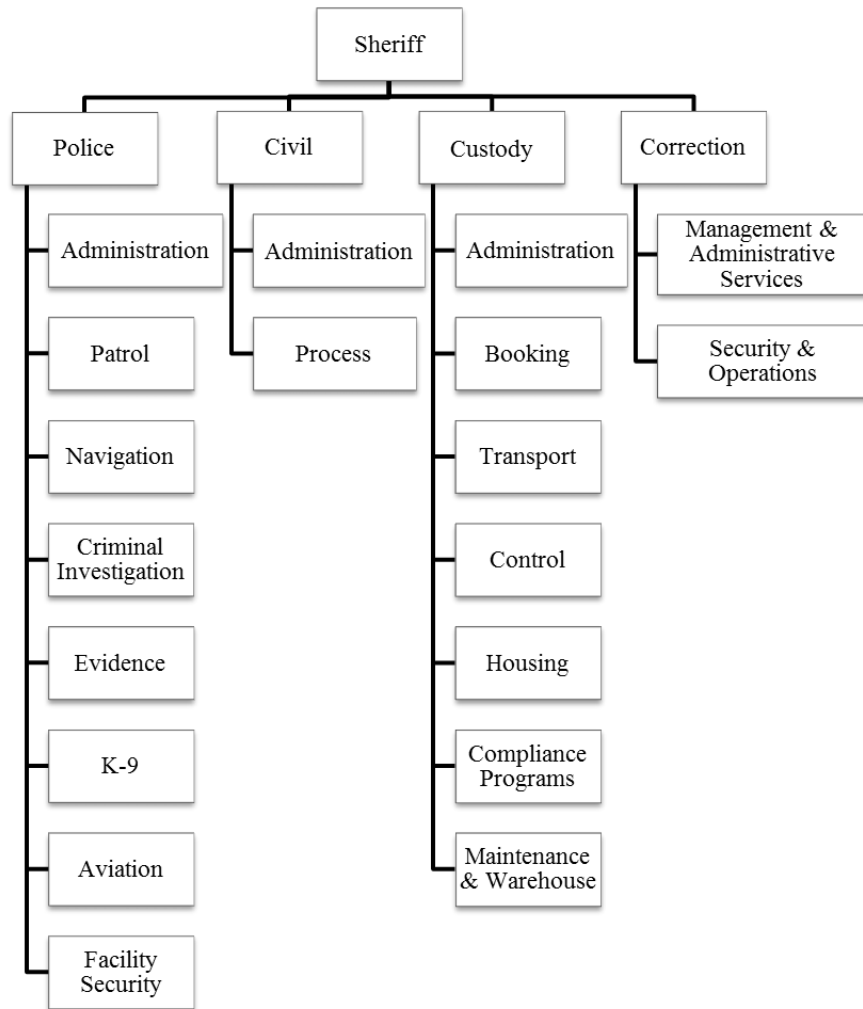 Sheriff
Police
Civil
Custody
Correction
Administration
Patrol
Navigation
Criminal
Investigation
Evidence
K-9
Aviation
Facility
Security
Administration
Process
Administration
Booking
Transport
Control
Housing
Compliance
Programs
Maintenance
& Warehouse
Management &
Administrative
Services
Security &
Operations